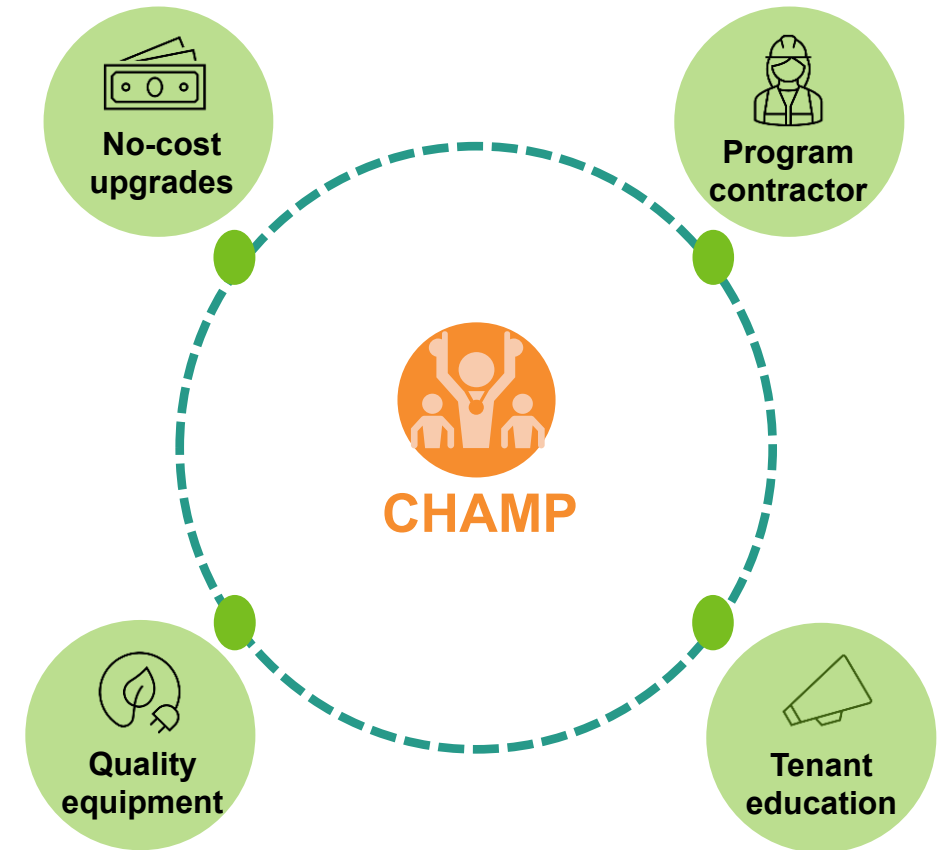 No-cost
upgrades
Program
contractor
CHAMP
Quality
equipment
Tenant
education